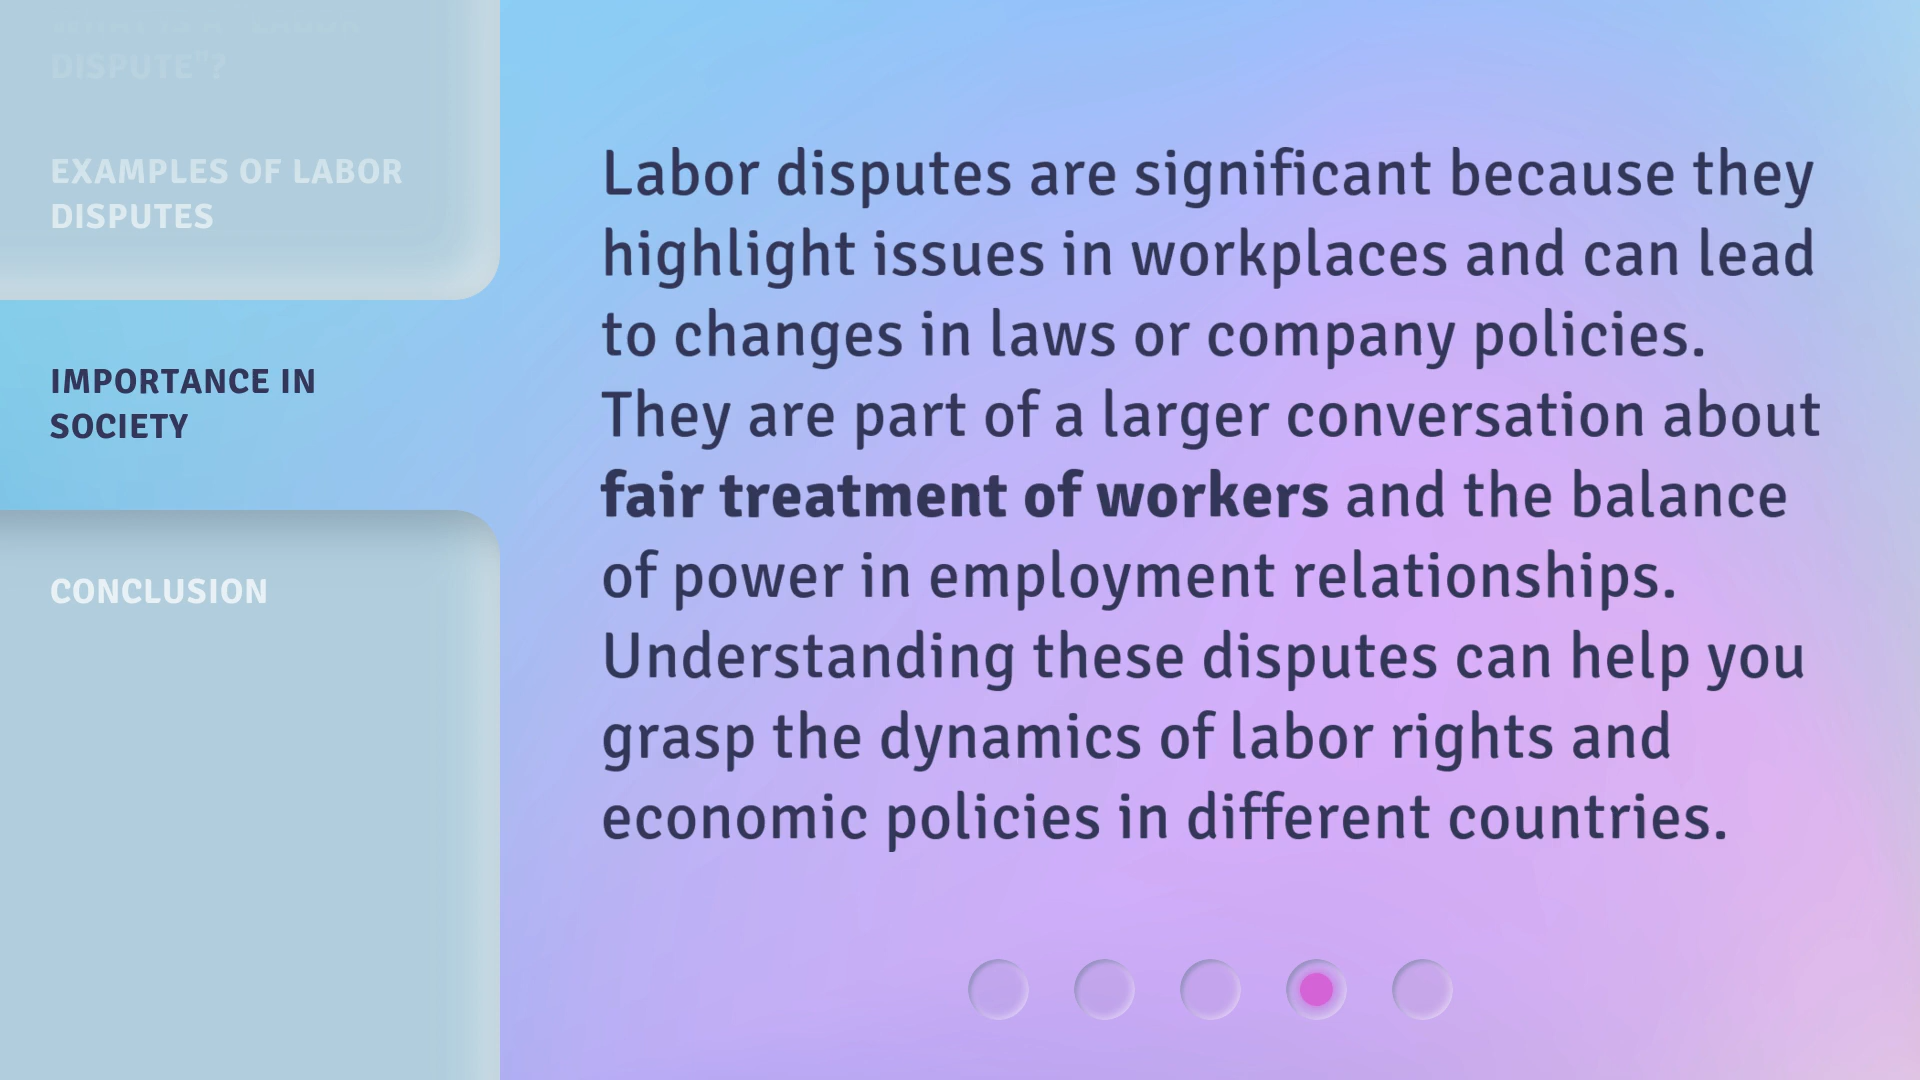 DISPUTE"?
EXAMPLES OF LABOR
DISPUTES
IMPORTANCE IN
SOCIETY
CONCLUSION
Labor disputes are significant because they
highlight issues in workplaces and can lead
to changes in laws or company policies.
They are part of a larger conversation about
fair treatment of workers and the balance
of power in employment relationships.
Understanding these disputes can help you
grasp the dynamics of labor rights and
economic policies in different countries.